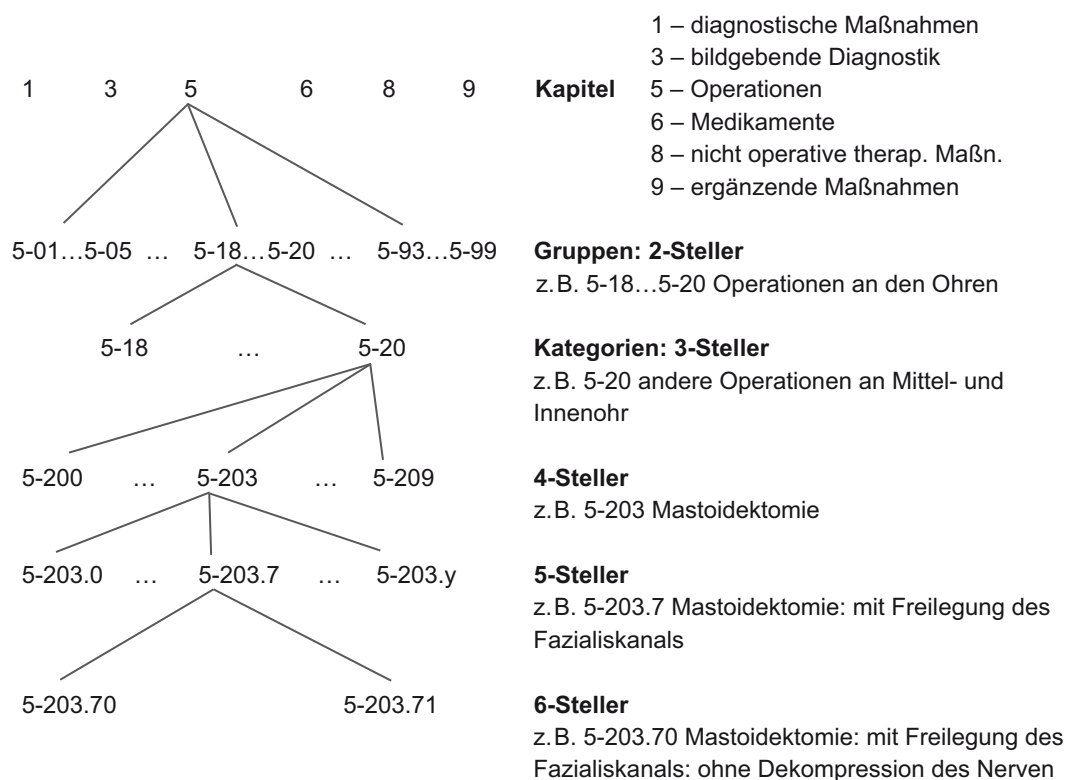 1 – diagnostische Maßnahmen
3 – bildgebende Diagnostik
1 3 5 6 8 9 Kapitel 5 – Operationen
6 – Medikamente
8 – nicht operative therap. Maßn.
9 – ergänzende Maßnahmen
5-01…5-05 … 5-18…5-20 … 5-93…5-99 Gruppen: 2-Steller
z.B. 5-18…5-20 Operationen an den Ohren
5-18 … 5-20 Kategorien: 3-Steller
z.B. 5-20 andere Operationen an Mittel- und
Innenohr
5-200 … 5-203 … 5-209 4-Steller
z.B. 5-203 Mastoidektomie
5-203.0 … 5-203.7 … 5-203.y 5-Steller
z.B. 5-203.7 Mastoidektomie: mit Freilegung des
Fazialiskanals
5-203.70 5-203.71 6-Steller
z.B. 5-203.70 Mastoidektomie: mit Freilegung des
Fazialiskanals: ohne Dekompression des Nerven